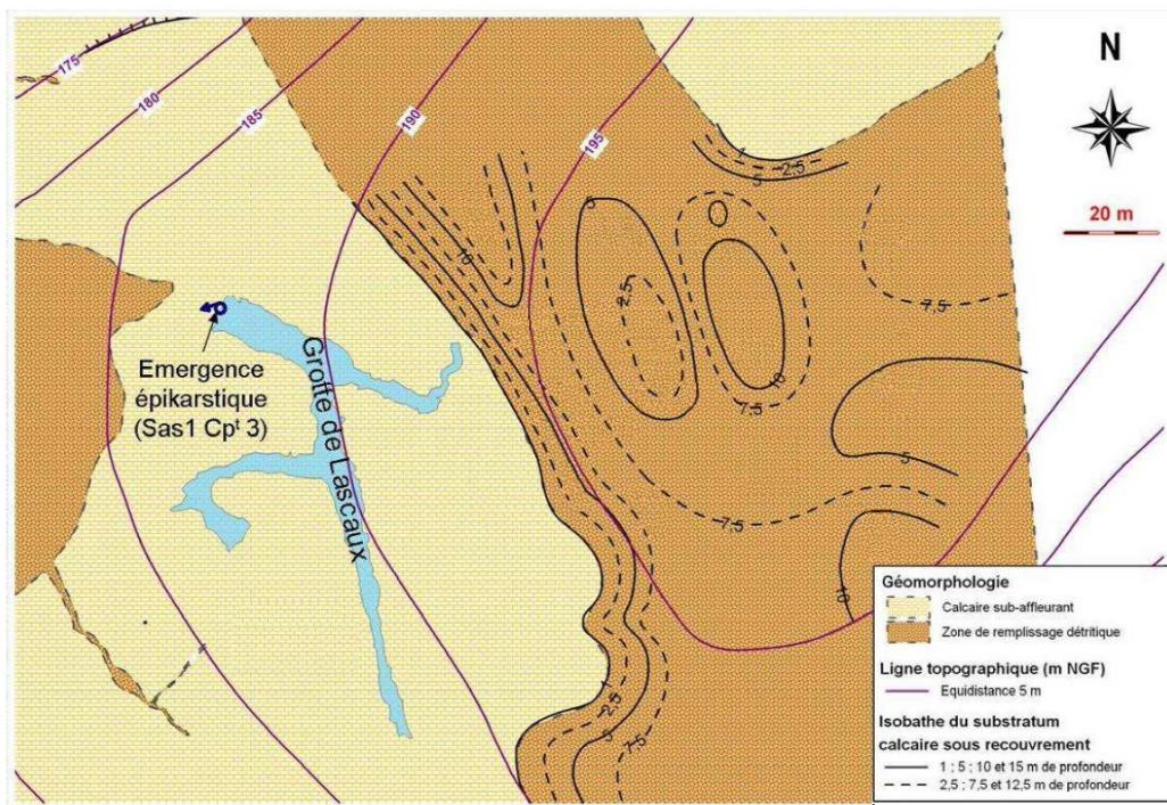 175
180
185
190
195
N
20 m
1
2,5
5
10
5
2,5
10
7,5
7,5
5
7,5
10
1
2,5
5
7,5
Emergence
épikarstique
(Sas1 Cpᵗ 3)
Grotte de Lascaux
Géomorphologie
Calcaire sub-affleurant
Zone de remplissage détritique
Ligne topographique (m NGF)
Equidistance 5 m
Isobathe du substratum
calcaire sous recouvrement
1 ; 5 ; 10 et 15 m de profondeur
2,5 ; 7,5 et 12,5 m de profondeur